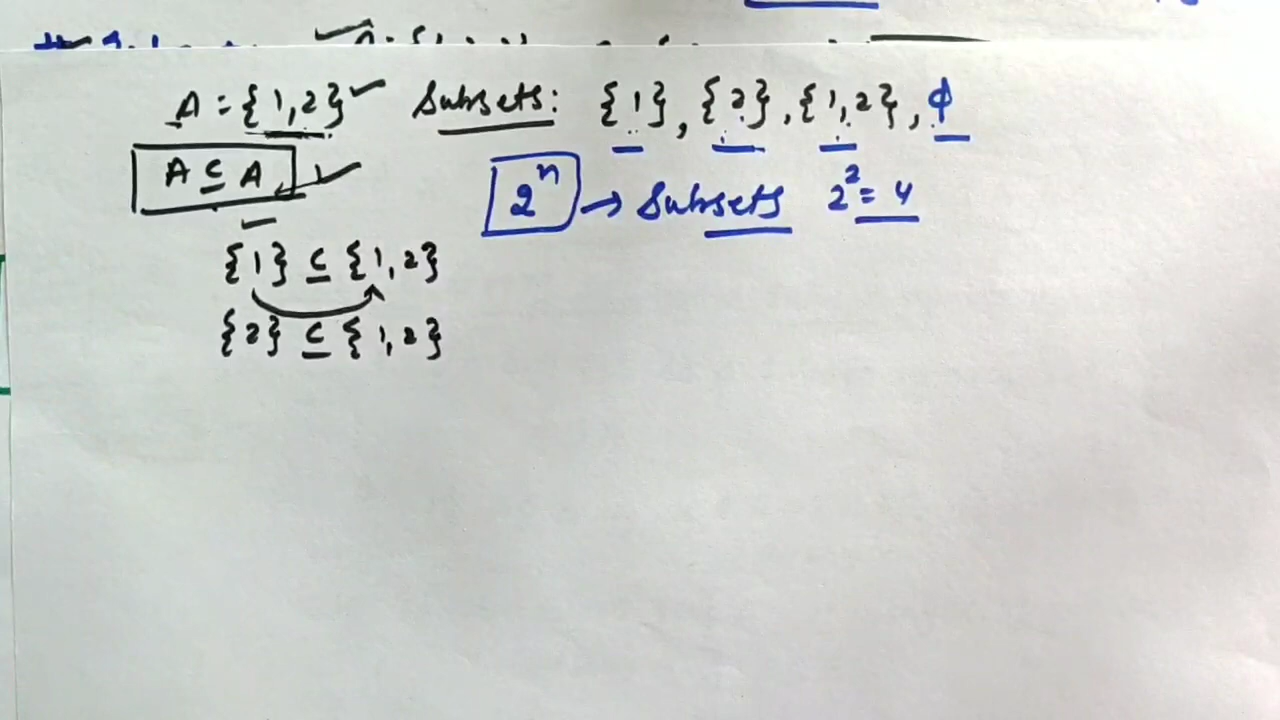 A = {1,2} ✓ Subsets: {1}, {2}, {1,2}, ϕ
A ⊆ A ✓
2ⁿ → Subsets 2² = 4
{1} ⊆ {1,2}
{2} ⊆ {1,2}